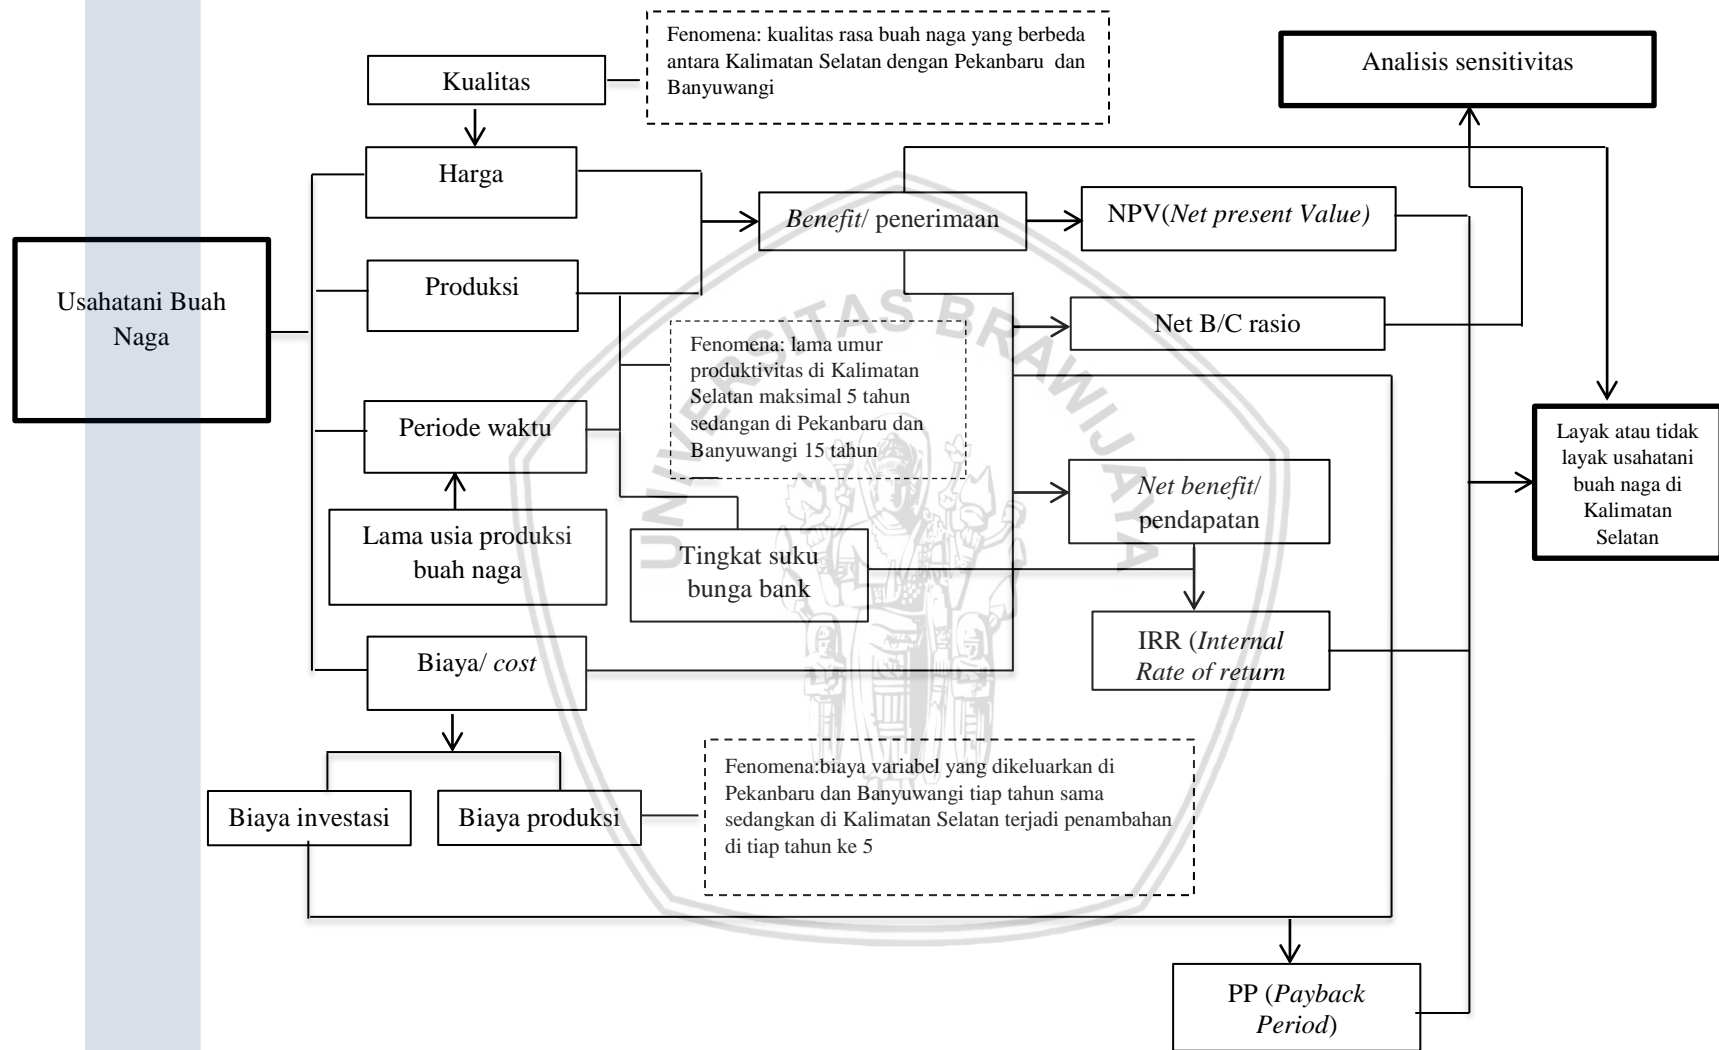 Fenomena: kualitas rasa buah naga yang berbeda
antara Kalimatan Selatan dengan Pekanbaru dan
Banyuwangi
Kualitas
Analisis sensitivitas
Harga
Benefit/ penerimaan
NPV(Net present Value)
Usahatani Buah
Naga
Produksi
Net B/C rasio
Fenomena: lama umur
produktivitas di Kalimatan
Selatan maksimal 5 tahun
sedangan di Pekanbaru dan
Banyuwangi 15 tahun
Periode waktu
Layak atau tidak
layak usahatani
buah naga di
Kalimatan
Selatan
Net benefit/
pendapatan
Lama usia produksi
buah naga
Tingkat suku
bunga bank
Biaya/ cost
IRR (Internal
Rate of return
Fenomena:biaya variabel yang dikeluarkan di
Pekanbaru dan Banyuwangi tiap tahun sama
sedangkan di Kalimatan Selatan terjadi penambahan
di tiap tahun ke 5
Biaya investasi
Biaya produksi
PP (Payback
Period)
UNIVERSITAS BRAWIJAYA